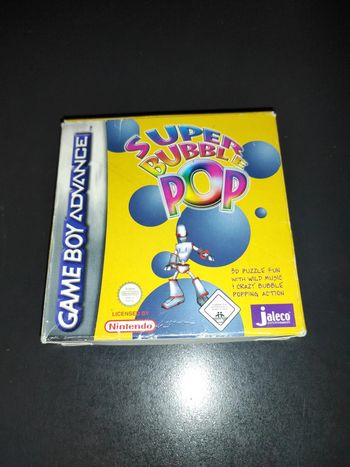 GAME BOY ADVANCE
SUPER
BUBBLE
POP
3D PUZZLE FUN
WITH WILD MUSIC
& CRAZY BUBBLE
POPPING ACTION
LICENSED BY
Nintendo
jaleco